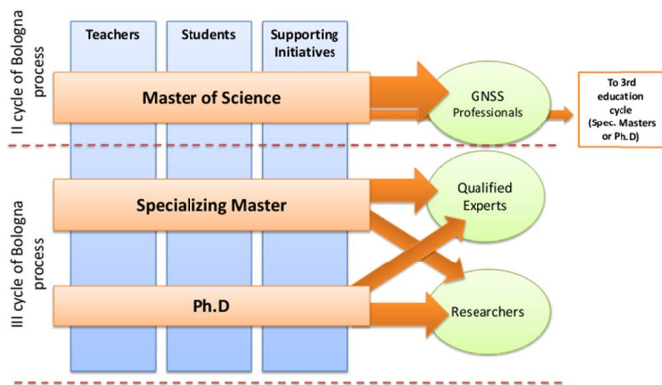 Teachers
Students
Supporting
Initiatives
II cycle of Bologna
process
Master of Science
GNSS
Professionals
To 3rd
education
cycle
(Spec. Masters
or Ph.D)
III cycle of Bologna
process
Specializing Master
Qualified
Experts
Ph.D
Researchers